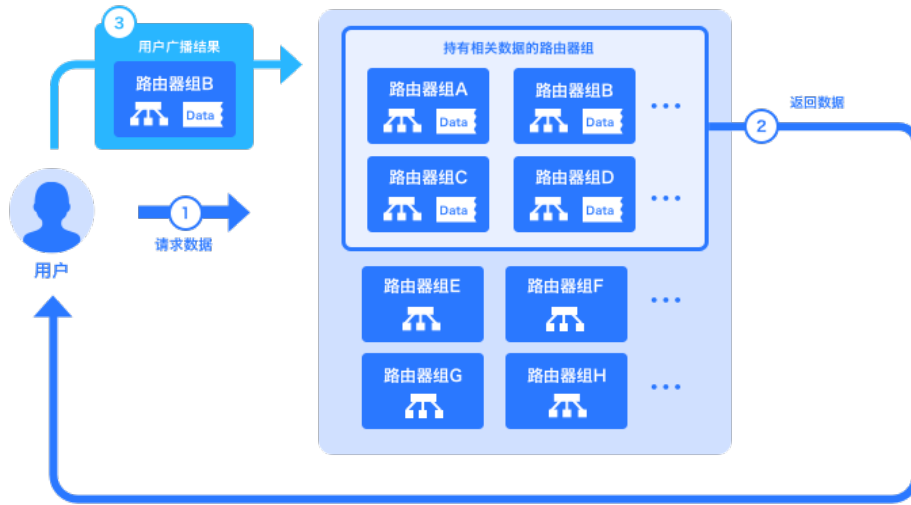 3
用户广播结果
路由器组B
Data
持有相关数据的路由器组
路由器组A
Data
路由器组B
Data
...
路由器组C
Data
路由器组D
Data
...
2
返回数据
1
请求数据
用户
路由器组E
路由器组F
...
路由器组G
路由器组H
...